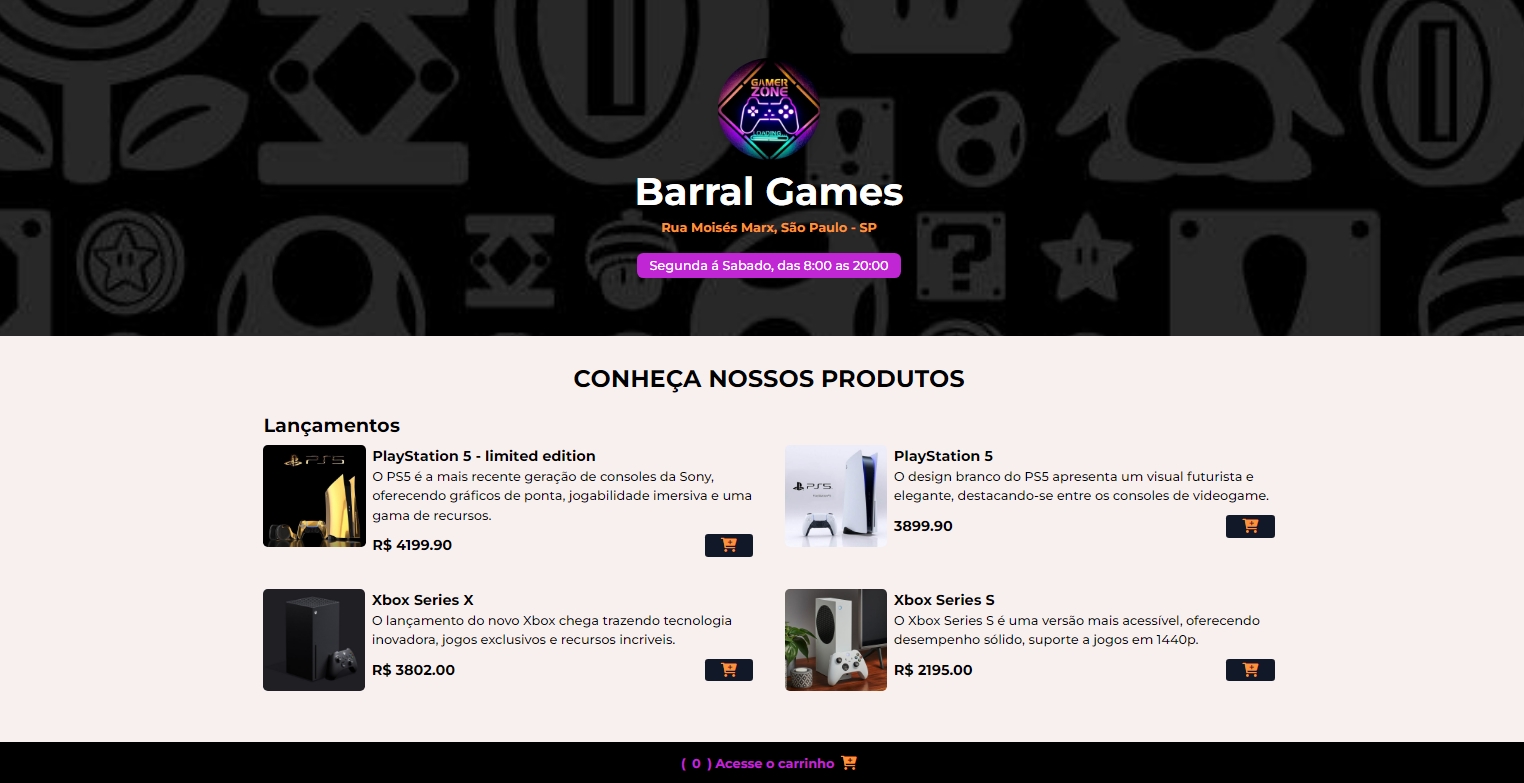 GAMER
ZONE
LOADING
Barral Games
Rua Moisés Marx, São Paulo - SP
Segunda á Sabado, das 8:00 as 20:00
CONHEÇA NOSSOS PRODUTOS
Lançamentos
PS5
PlayStation 5 - limited edition
O PS5 é a mais recente geração de consoles da Sony,
oferecendo gráficos de ponta, jogabilidade imersiva e uma
gama de recursos.
R$ 4199.90
PS5
PlayStation 5
O design branco do PS5 apresenta um visual futurista e
elegante, destacando-se entre os consoles de videogame.
3899.90
Xbox Series X
O lançamento do novo Xbox chega trazendo tecnologia
inovadora, jogos exclusivos e recursos incriveis.
R$ 3802.00
Xbox Series S
O Xbox Series S é uma versão mais acessível, oferecendo
desempenho sólido, suporte a jogos em 1440p.
R$ 2195.00
( 0 ) Acesse o carrinho